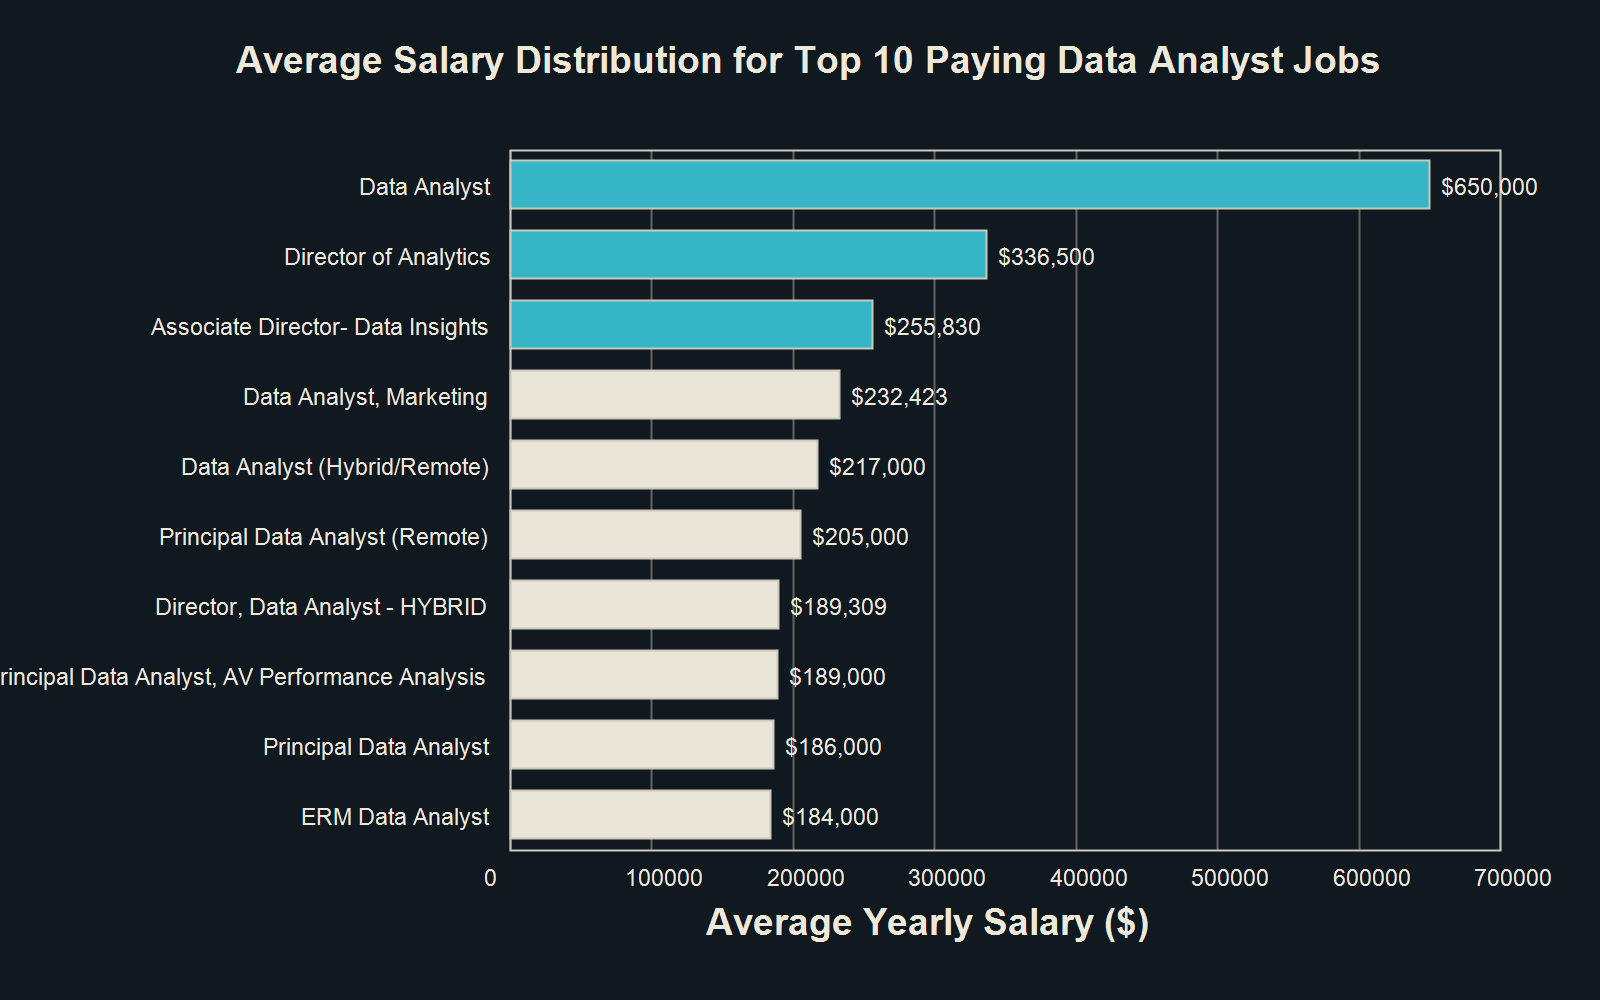 Average Salary Distribution for Top 10 Paying Data Analyst Jobs
Data Analyst $650,000
Director of Analytics $336,500
Associate Director- Data Insights $255,830
Data Analyst, Marketing $232,423
Data Analyst (Hybrid/Remote) $217,000
Principal Data Analyst (Remote) $205,000
Director, Data Analyst - HYBRID $189,309
rincipal Data Analyst, AV Performance Analysis $189,000
Principal Data Analyst $186,000
ERM Data Analyst $184,000
0 100000 200000 300000 400000 500000 600000 700000
Average Yearly Salary ($)